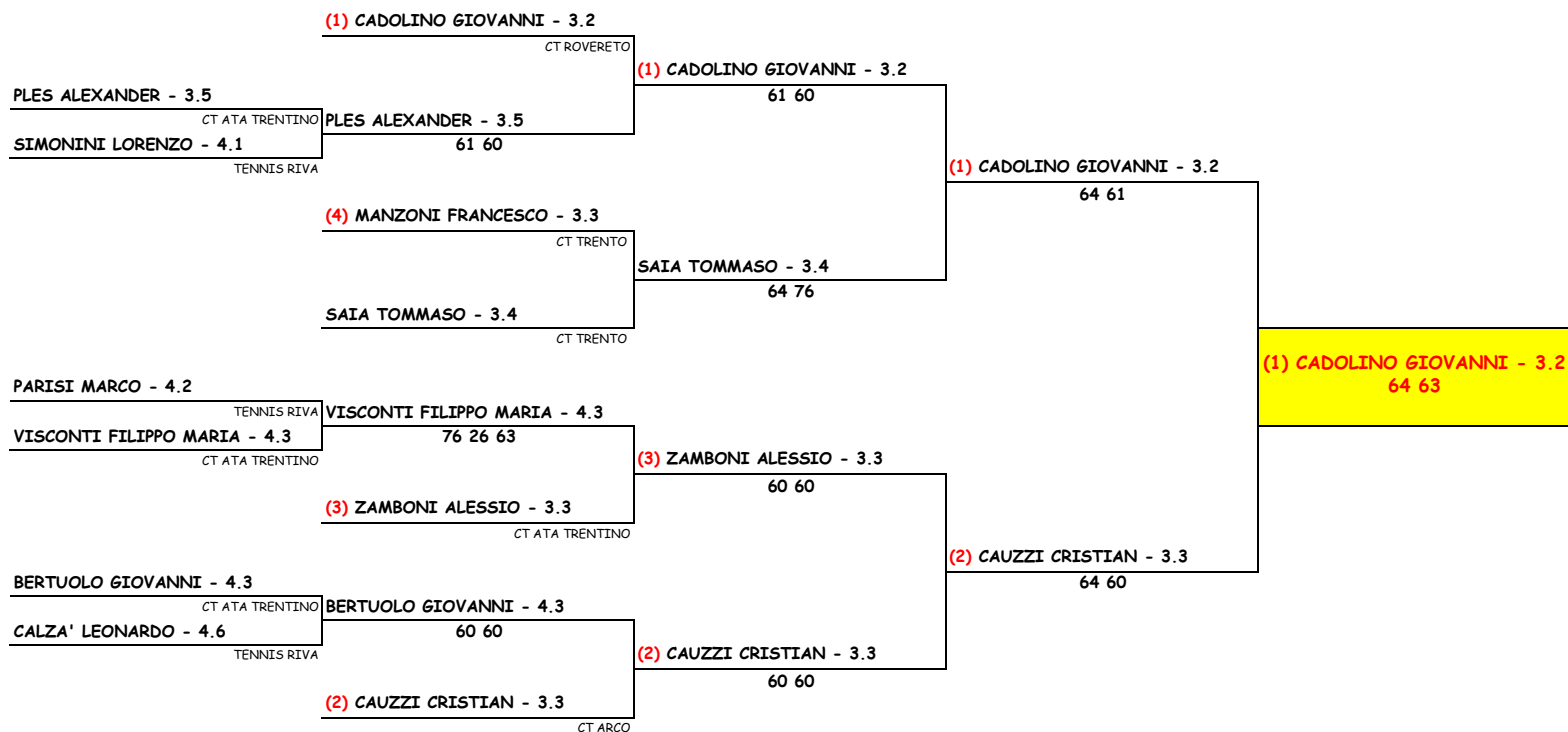 (1) CADOLINO GIOVANNI - 3.2
CT ROVERETO
(1) CADOLINO GIOVANNI - 3.2
61 60
PLES ALEXANDER - 3.5
CT ATA TRENTINO
PLES ALEXANDER - 3.5
61 60
SIMONINI LORENZO - 4.1
TENNIS RIVA
(1) CADOLINO GIOVANNI - 3.2
64 61
(4) MANZONI FRANCESCO - 3.3
CT TRENTO
SAIA TOMMASO - 3.4
64 76
SAIA TOMMASO - 3.4
CT TRENTO
(1) CADOLINO GIOVANNI - 3.2
64 63
PARISI MARCO - 4.2
TENNIS RIVA
VISCONTI FILIPPO MARIA - 4.3
76 26 63
VISCONTI FILIPPO MARIA - 4.3
CT ATA TRENTINO
(3) ZAMBONI ALESSIO - 3.3
60 60
(3) ZAMBONI ALESSIO - 3.3
CT ATA TRENTINO
(2) CAUZZI CRISTIAN - 3.3
64 60
BERTUOLO GIOVANNI - 4.3
CT ATA TRENTINO
BERTUOLO GIOVANNI - 4.3
60 60
CALZA' LEONARDO - 4.6
TENNIS RIVA
(2) CAUZZI CRISTIAN - 3.3
60 60
(2) CAUZZI CRISTIAN - 3.3
CT ARCO